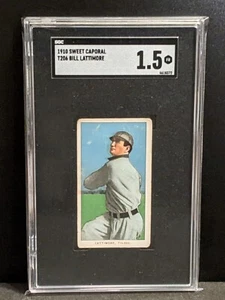 SGC
1910 SWEET CAPORAL
T206 BILL LATTIMORE
1.5
LATTIMORE, TOLEDO